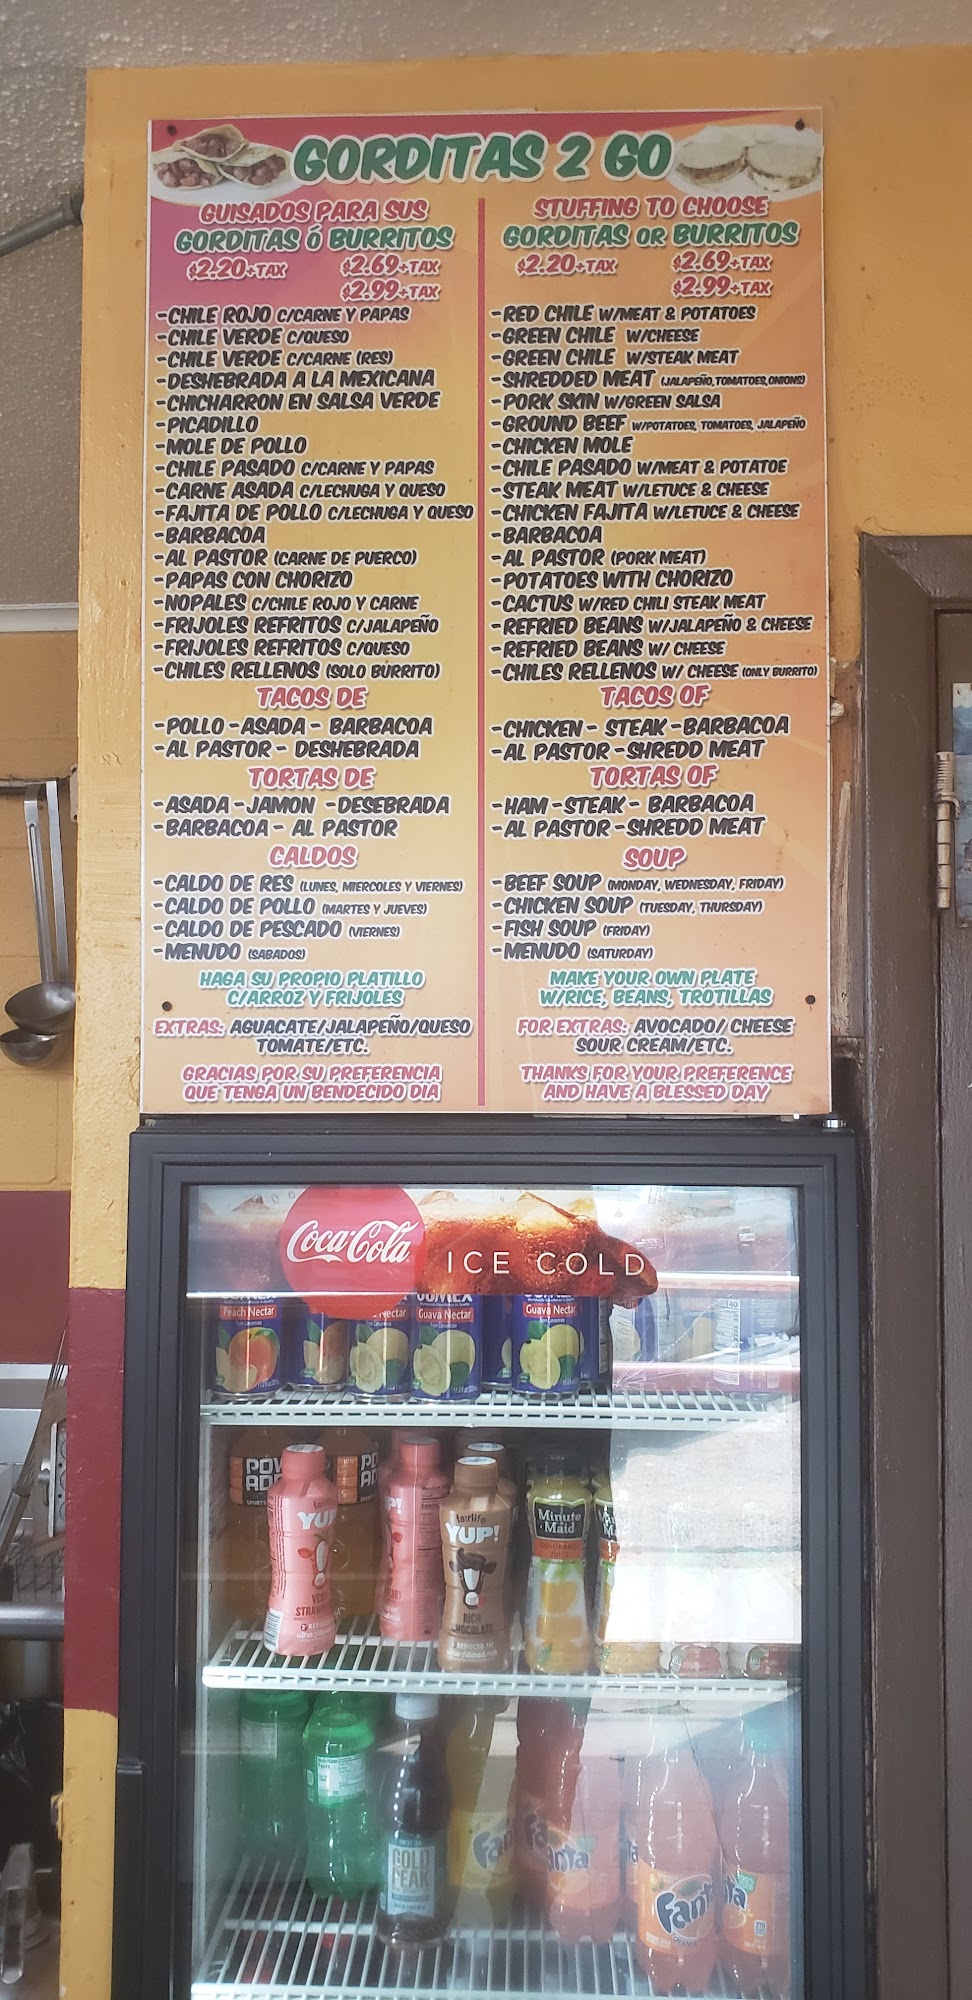 GORDITAS 2 GO
GUISADOS PARA SUS
GORDITAS Ó BURRITOS
$2.20+TAX $2.69+TAX
$2.99+TAX
-CHILE ROJO C/CARNE Y PAPAS
-CHILE VERDE C/QUESO
-CHILE VERDE C/CARNE (RES)
-DESHEBRADA A LA MEXICANA
-CHICHARRON EN SALSA VERDE
-PICADILLO
-MOLE DE POLLO
-CHILE PASADO C/CARNE Y PAPAS
-CARNE ASADA C/LECHUGA Y QUESO
-FAJITA DE POLLO C/LECHUGA Y QUESO
-BARBACOA
-AL PASTOR (CARNE DE PUERCO)
-PAPAS CON CHORIZO
-NOPALES C/CHILE ROJO Y CARNE
-FRIJOLES REFRITOS C/JALAPEÑO
-FRIJOLES REFRITOS C/QUESO
-CHILES RELLENOS (SOLO BURRITO)
TACOS DE
-POLLO -ASADA - BARBACOA
-AL PASTOR - DESHEBRADA
TORTAS DE
-ASADA -JAMON -DESEBRADA
-BARBACOA - AL PASTOR
CALDOS
-CALDO DE RES (LUNES, MIERCOLES Y VIERNES)
-CALDO DE POLLO (MARTES Y JUEVES)
-CALDO DE PESCADO (VIERNES)
-MENUDO (SABADOS)
HAGA SU PROPIO PLATILLO
C/ARROZ Y FRIJOLES
EXTRAS: AGUACATE/JALAPEÑO/QUESO
TOMATE/ETC.
GRACIAS POR SU PREFERENCIA
QUE TENGA UN BENDECIDO DIA
STUFFING TO CHOOSE
GORDITAS OR BURRITOS
$2.20+TAX $2.69+TAX
$2.99+TAX
-RED CHILE W/MEAT & POTATOES
-GREEN CHILE W/CHEESE
-GREEN CHILE W/STEAK MEAT
-SHREDDED MEAT (JALAPEÑO,TOMATOES,ONIONS)
-PORK SKIN W/GREEN SALSA
-GROUND BEEF W/POTATOES, TOMATOES, JALAPEÑO
-CHICKEN MOLE
-CHILE PASADO W/MEAT & POTATOE
-STEAK MEAT W/LETUCE & CHEESE
-CHICKEN FAJITA W/LETUCE & CHEESE
-BARBACOA
-AL PASTOR (PORK MEAT)
-POTATOES WITH CHORIZO
-CACTUS W/RED CHILI STEAK MEAT
-REFRIED BEANS W/JALAPEÑO & CHEESE
-REFRIED BEANS W/ CHEESE
-CHILES RELLENOS W/ CHEESE (ONLY BURRITO)
TACOS OF
-CHICKEN - STEAK -BARBACOA
-AL PASTOR -SHREDD MEAT
TORTAS OF
-HAM -STEAK - BARBACOA
-AL PASTOR -SHREDD MEAT
SOUP
-BEEF SOUP (MONDAY, WEDNESDAY, FRIDAY)
-CHICKEN SOUP (TUESDAY, THURSDAY)
-FISH SOUP (FRIDAY)
-MENUDO (SATURDAY)
MAKE YOUR OWN PLATE
W/RICE, BEANS, TROTILLAS
FOR EXTRAS: AVOCADO/ CHEESE
SOUR CREAM/ETC.
THANKS FOR YOUR PREFERENCE
AND HAVE A BLESSED DAY
Coca-Cola ICE COLD
Peach Nectar
Nectar
Guava Nectar
Guava Nectar
fairlife
YUP!
RICH
CHOCOLATE
REDUCED FAT
Minute
Maid
JUICE
GOLD
PEAK
Fanta
Fanta